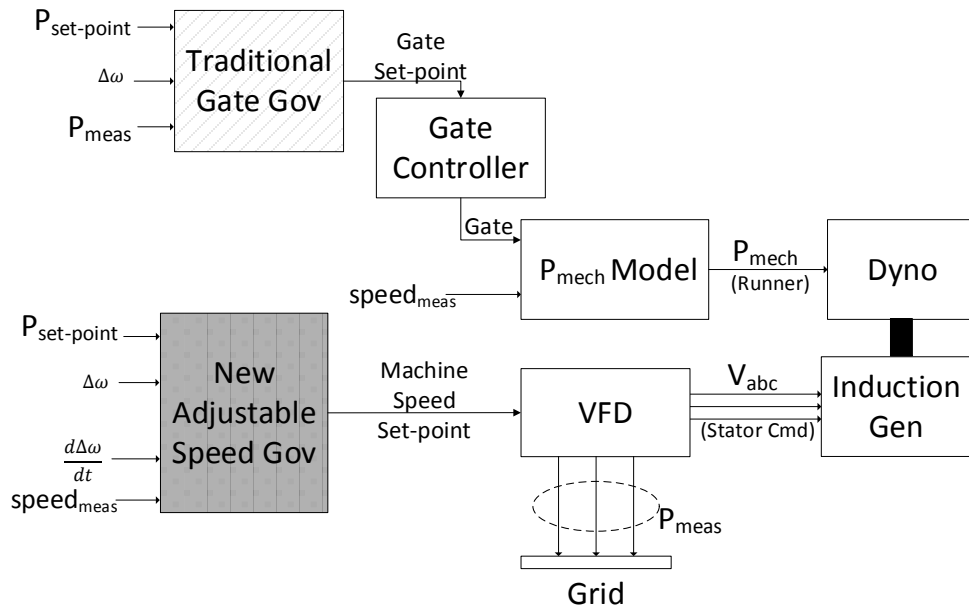 P_set-point
Δω
P_meas
Traditional
Gate Gov
Gate
Set-point
Gate
Controller
Gate
speed_meas
P_mech Model
P_mech
(Runner)
Dyno
P_set-point
Δω
dΔω
dt
speed_meas
New
Adjustable
Speed Gov
Machine
Speed
Set-point
VFD
V_abc
(Stator Cmd)
Induction
Gen
P_meas
Grid